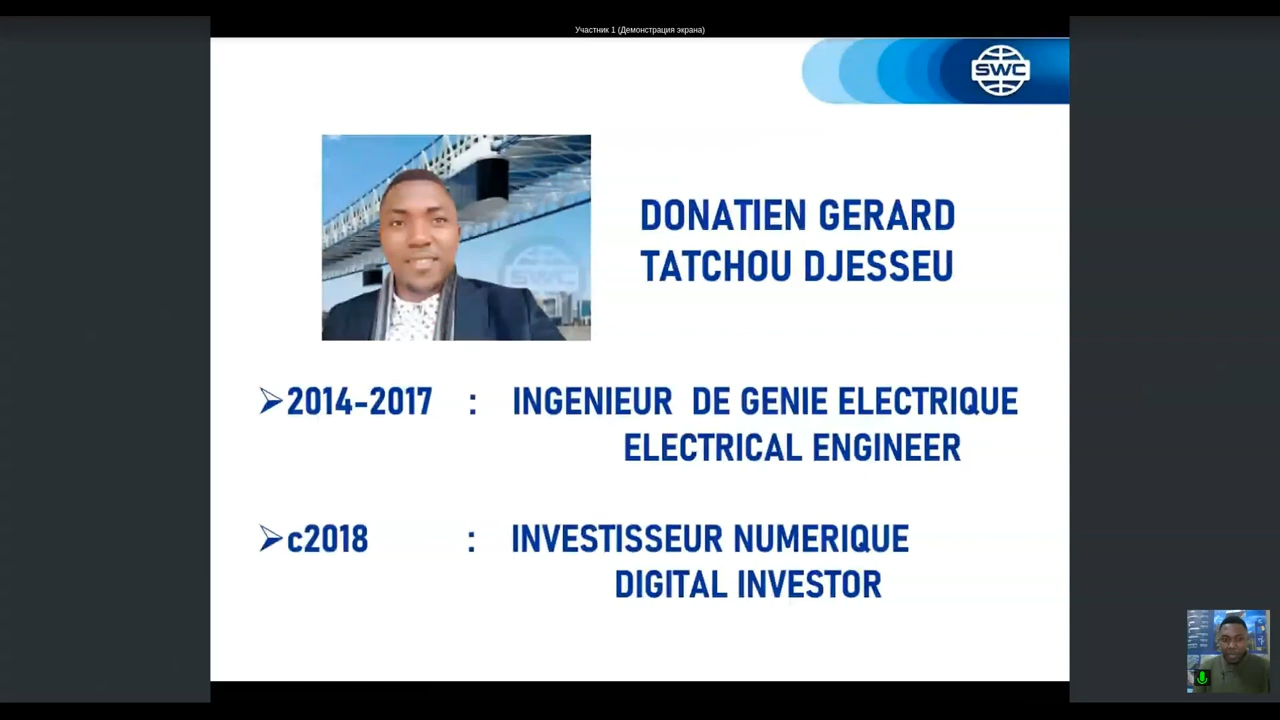 Участник 1 (Демонстрация экрана)
SWC
SWC
DONATIEN GERARD
TATCHOU DJESSEU
2014-2017 : INGENIEUR DE GENIE ELECTRIQUE
ELECTRICAL ENGINEER
c2018 : INVESTISSEUR NUMERIQUE
DIGITAL INVESTOR